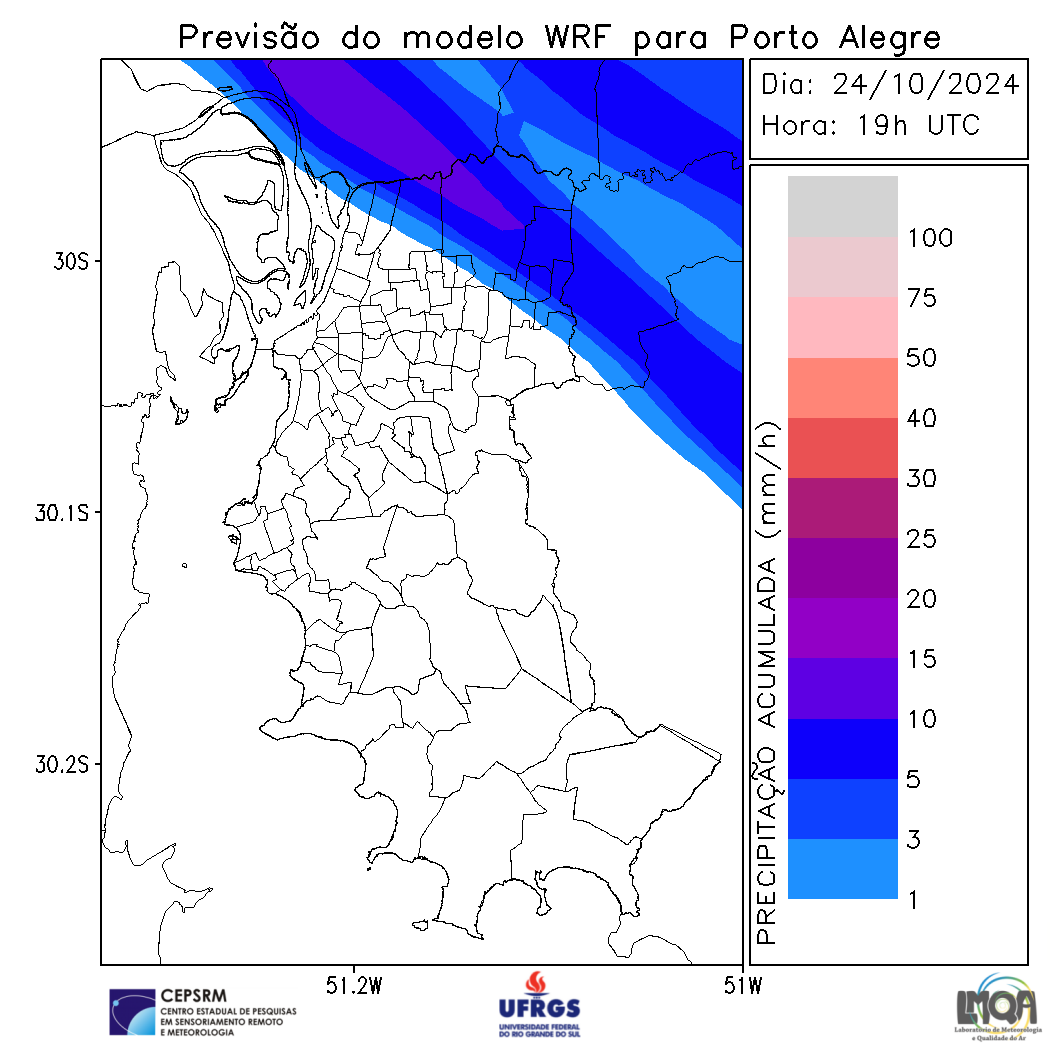 Previsão do modelo WRF para Porto Alegre
Dia: 24/10/2024
Hora: 19h UTC
30S
30.1S
30.2S
51.2W
51W
PRECIPITAÇÃO ACUMULADA (mm/h)
100
75
50
40
30
25
20
15
10
5
3
1
CEPSRM
CENTRO ESTADUAL DE PESQUISAS
EM SENSORIAMENTO REMOTO
E METEOROLOGIA
UFRGS
UNIVERSIDADE FEDERAL
DO RIO GRANDE DO SUL
LMQA
Laboratório de Meteorologia
e Qualidade do Ar